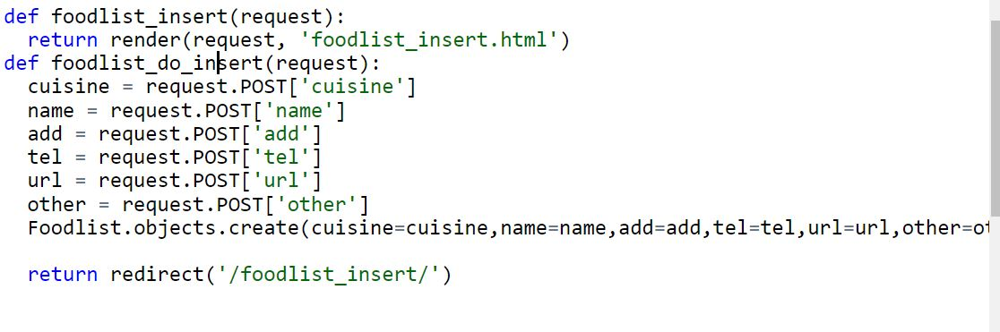 def foodlist_insert(request):
  return render(request, 'foodlist_insert.html')
def foodlist_do_insert(request):
  cuisine = request.POST['cuisine']
  name = request.POST['name']
  add = request.POST['add']
  tel = request.POST['tel']
  url = request.POST['url']
  other = request.POST['other']
  Foodlist.objects.create(cuisine=cuisine,name=name,add=add,tel=tel,url=url,other=

  return redirect('/foodlist_insert/')